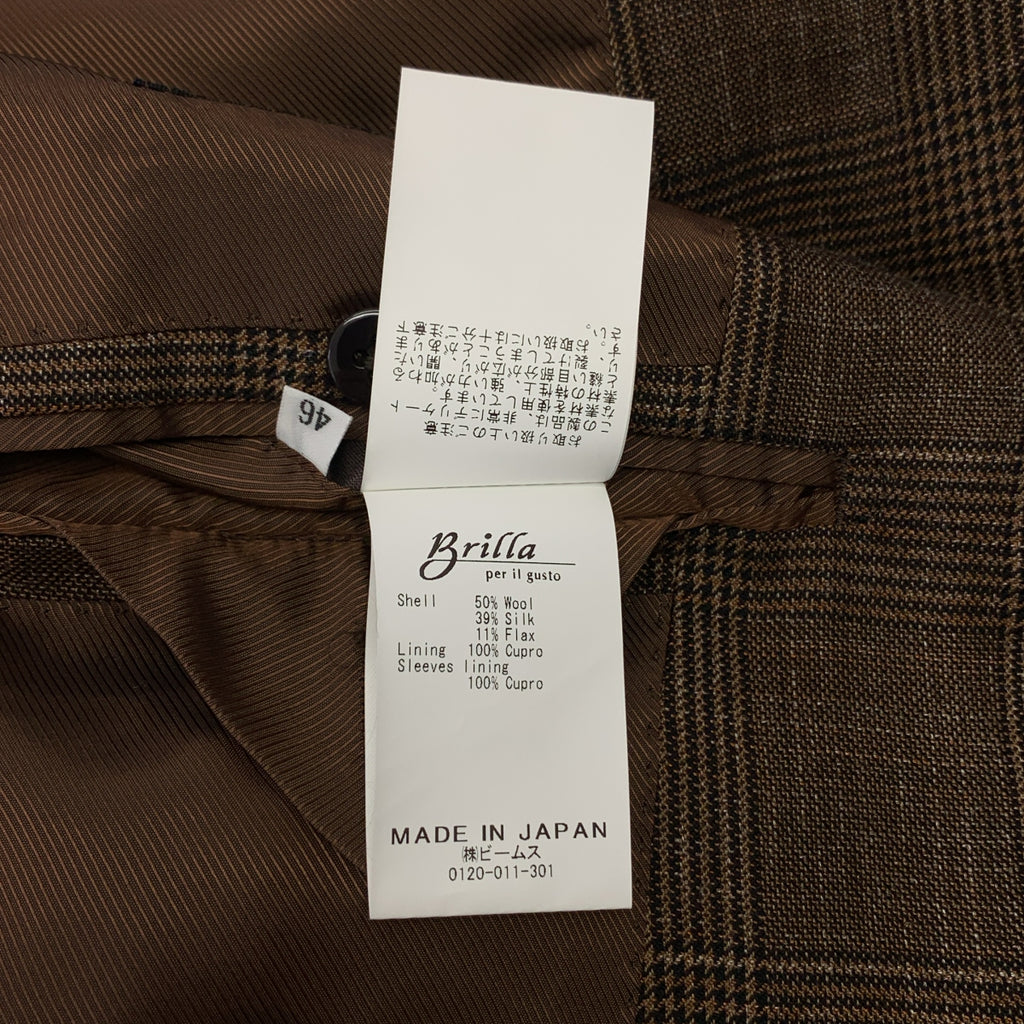 お取り扱い上のご注意
この製品は、非常にデリケート
な素材を使用しています。
素材の特性上、強い力が加わる
と縫い目部分が広がり、開いた
り、裂けてしまうことがありま
す。お取扱いには十分ご注意下
さい。
46
Brilla
per il gusto
Shell 50% Wool
39% Silk
11% Flax
Lining 100% Cupro
Sleeves lining
100% Cupro
MADE IN JAPAN
㈱ビームス
0120-011-301